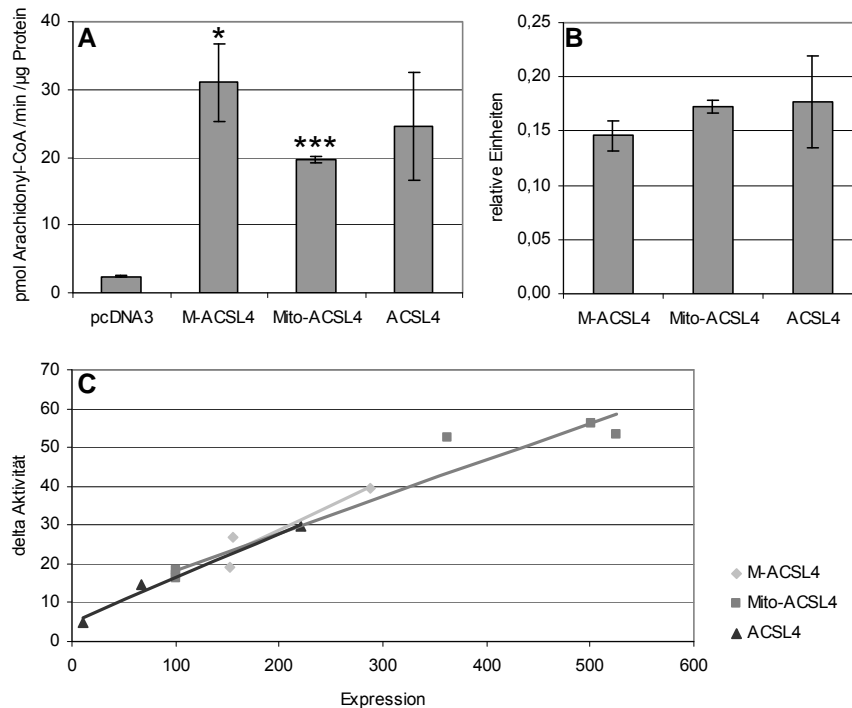 A
pmol Arachidonyl-CoA /min /µg Protein
40
30
20
10
0
*
***
pcDNA3 M-ACSL4 Mito-ACSL4 ACSL4
B
relative Einheiten
0,25
0,20
0,15
0,10
0,05
0,00
M-ACSL4 Mito-ACSL4 ACSL4
C
delta Aktivität
70
60
50
40
30
20
10
0
0 100 200 300 400 500 600
Expression
M-ACSL4
Mito-ACSL4
ACSL4